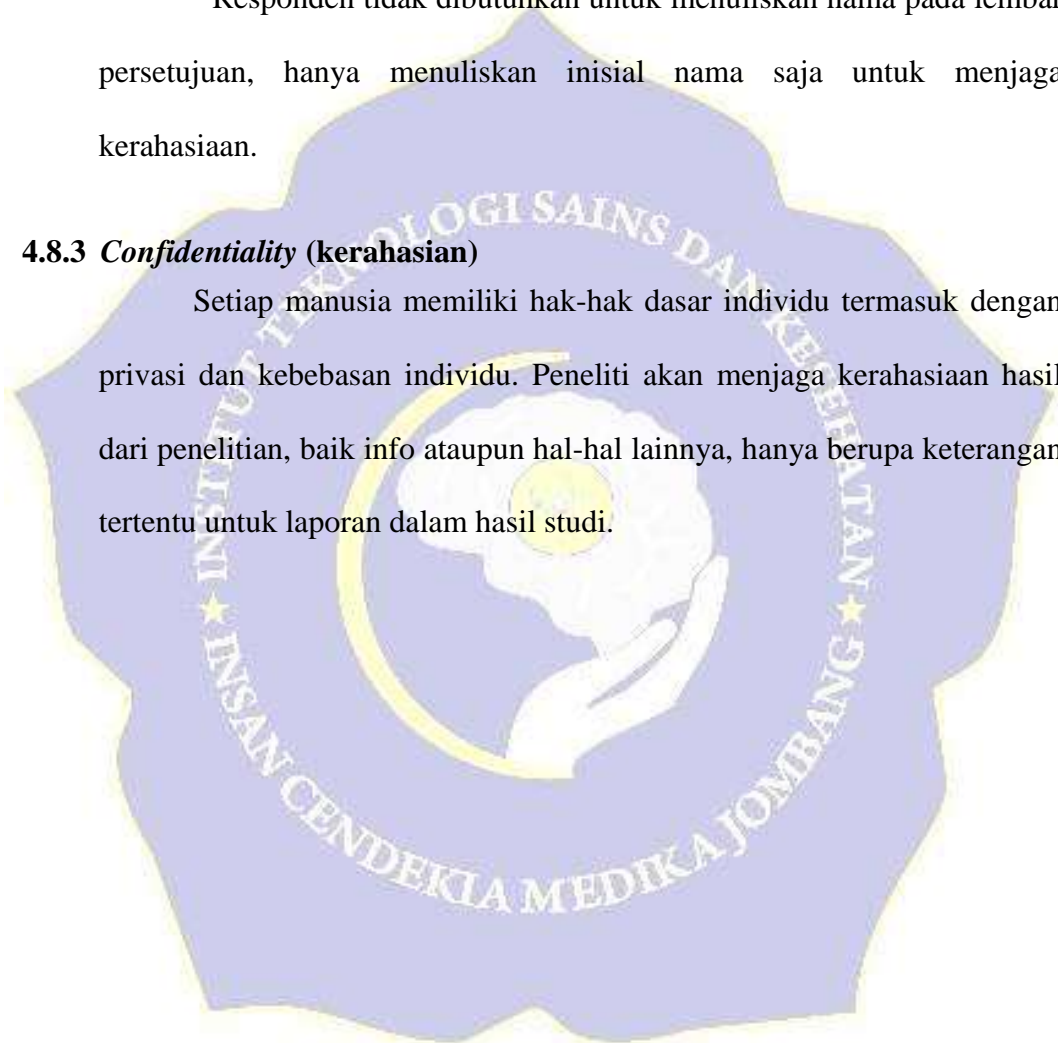 Responden tidak dibutuhkan untuk menuliskan nama pada lembar
persetujuan, hanya menuliskan inisial nama saja untuk menjaga
kerahasiaan.
4.8.3 Confidentiality (kerahasian)
Setiap manusia memiliki hak-hak dasar individu termasuk dengan
privasi dan kebebasan individu. Peneliti akan menjaga kerahasiaan hasil
dari penelitian, baik info ataupun hal-hal lainnya, hanya berupa keterangan
tertentu untuk laporan dalam hasil studi.
INSTITUT TEKNOLOGI SAINS DAN KESEHATAN
INSAN CENDEKIA MEDIKA JOMBANG